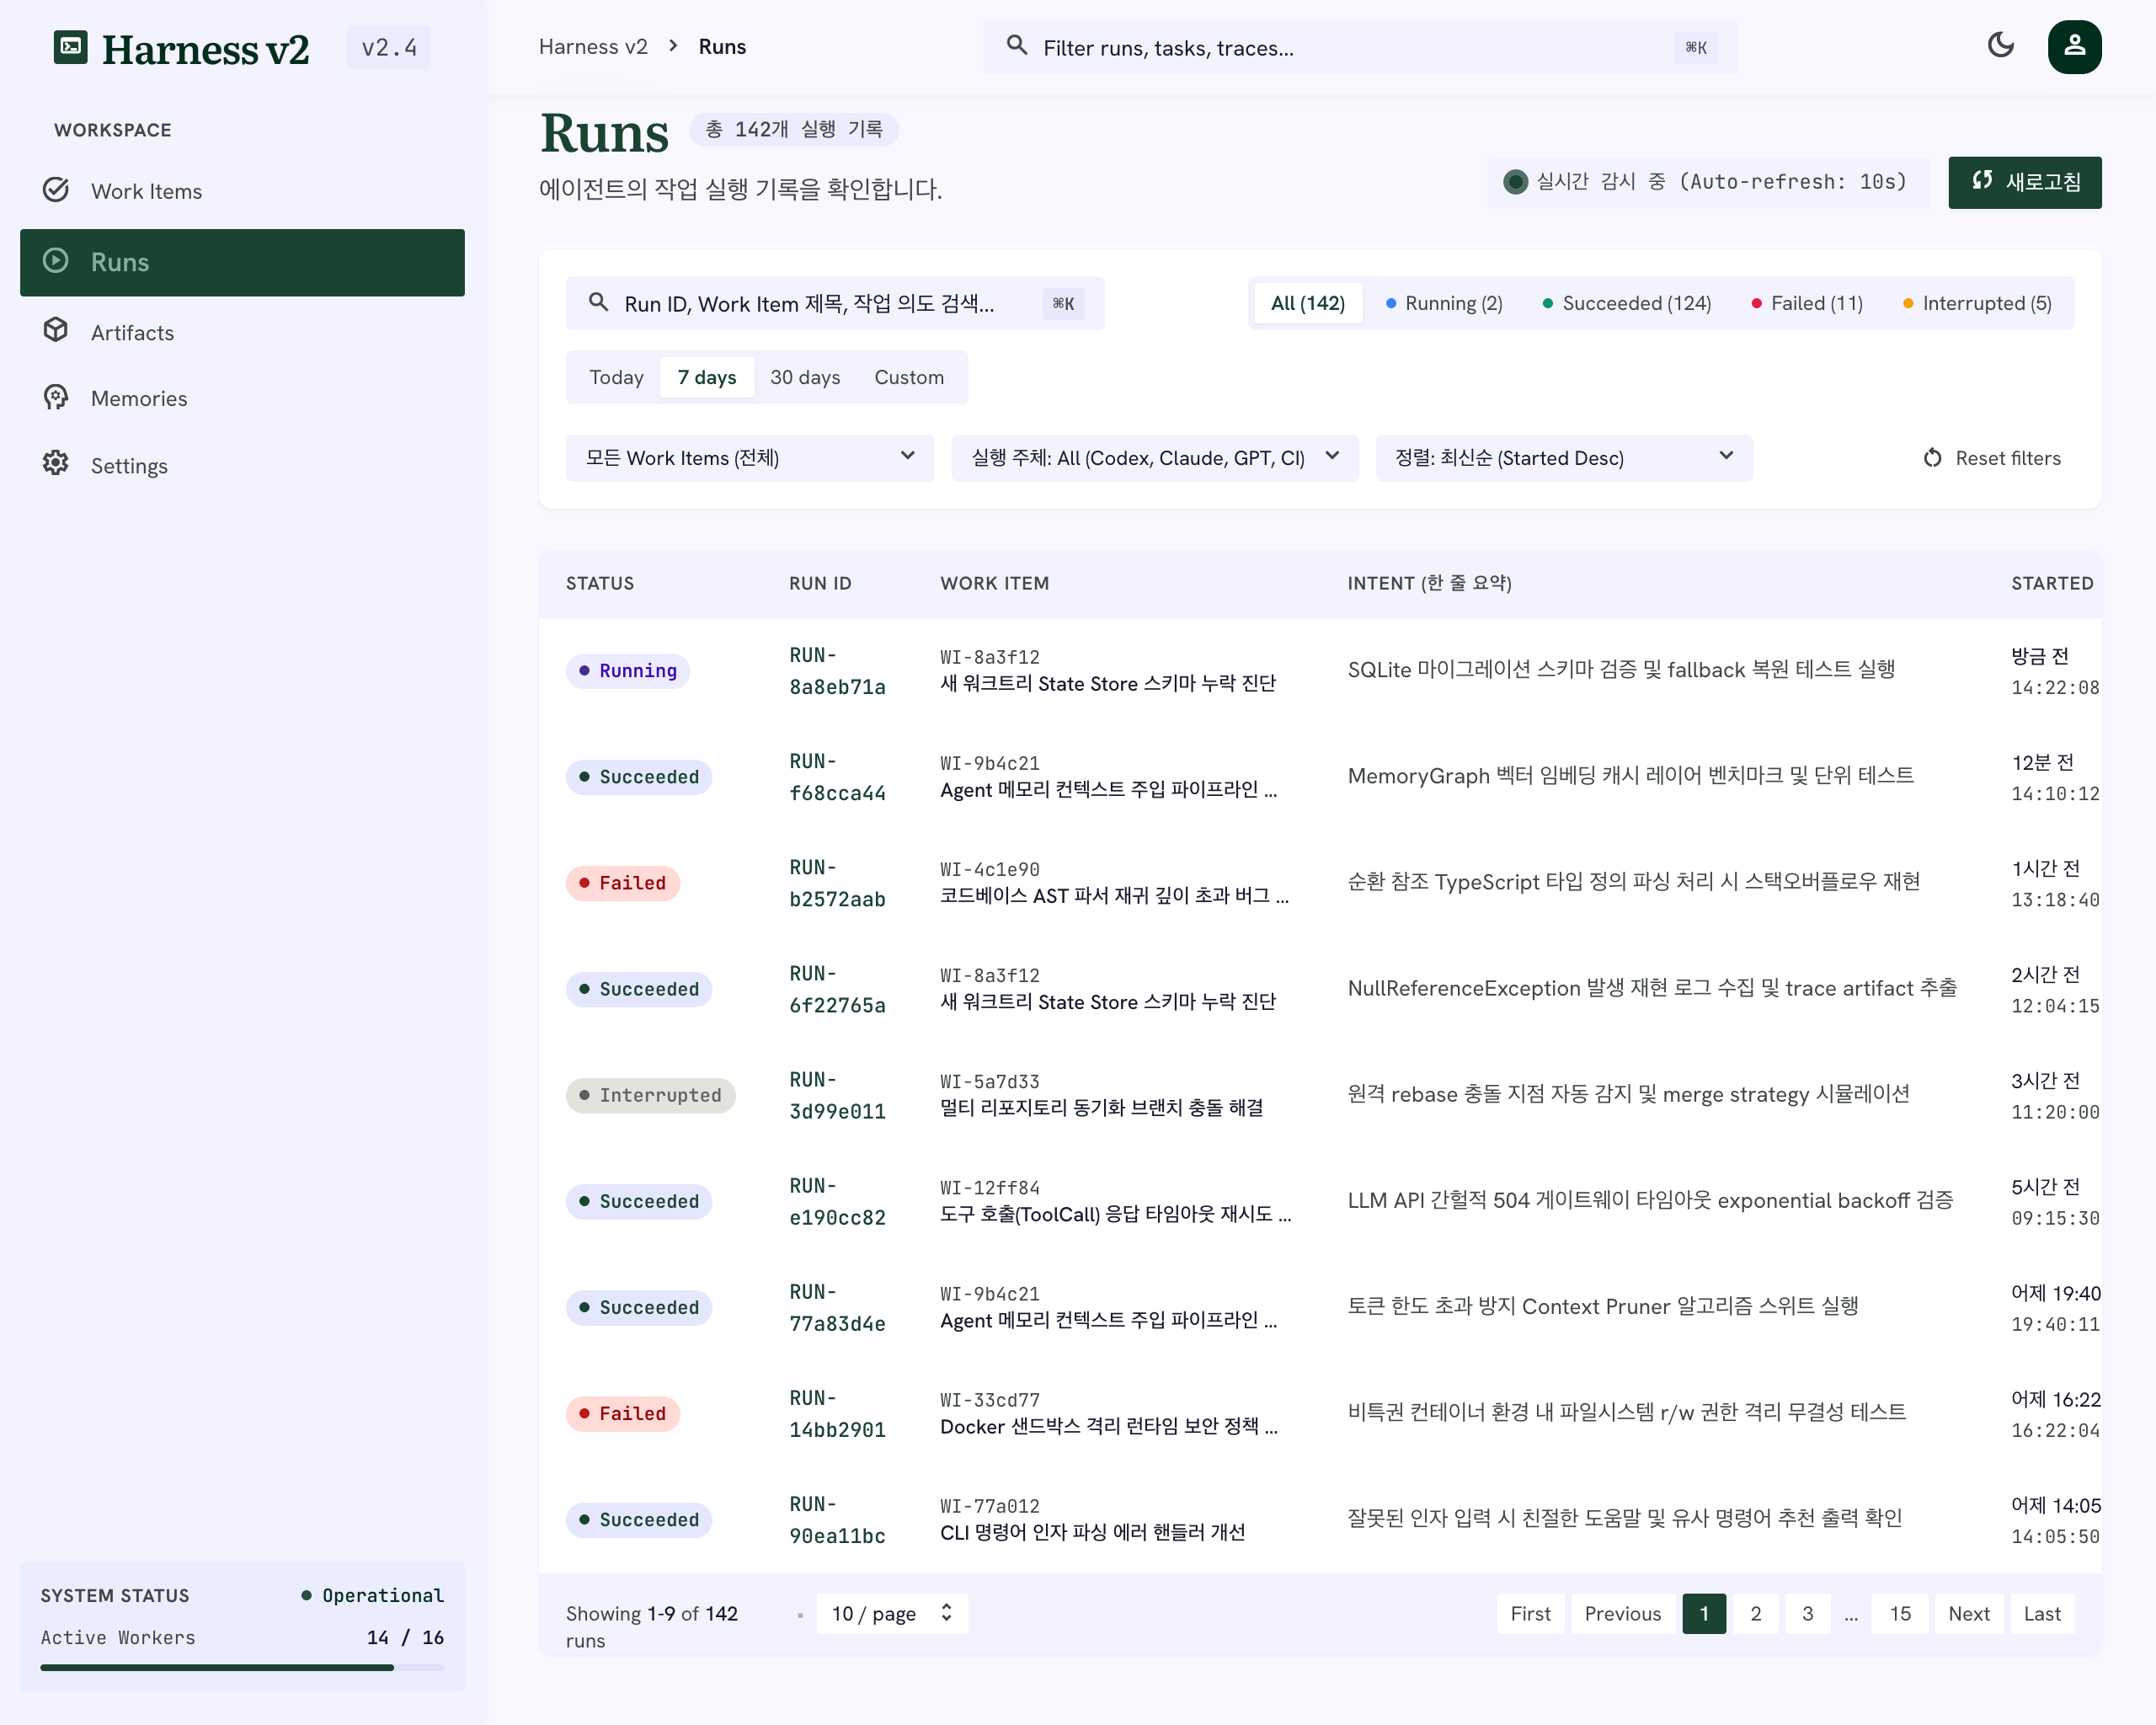 Harness v2 v2.4
WORKSPACE
Work Items
Runs
Artifacts
Memories
Settings
SYSTEM STATUS Operational
Active Workers 14 / 16
Harness v2 > Runs
Filter runs, tasks, traces... ⌘K
Runs 총 142개 실행 기록
에이전트의 작업 실행 기록을 확인합니다.
실시간 감시 중 (Auto-refresh: 10s) 새로고침
Run ID, Work Item 제목, 작업 의도 검색... ⌘K
All (142) Running (2) Succeeded (124) Failed (11) Interrupted (5)
Today 7 days 30 days Custom
모든 Work Items (전체) 실행 주체: All (Codex, Claude, GPT, CI) 정렬: 최신순 (Started Desc) Reset filters
STATUS RUN ID WORK ITEM INTENT (한 줄 요약) STARTED
Running
RUN-
8a8eb71a
WI-8a3f12
새 워크트리 State Store 스키마 누락 진단
SQLite 마이그레이션 스키마 검증 및 fallback 복원 테스트 실행
방금 전
14:22:08
Succeeded
RUN-
f68cca44
WI-9b4c21
Agent 메모리 컨텍스트 주입 파이프라인 ...
MemoryGraph 벡터 임베딩 캐시 레이어 벤치마크 및 단위 테스트
12분 전
14:10:12
Failed
RUN-
b2572aab
WI-4c1e90
코드베이스 AST 파서 재귀 깊이 초과 버그 ...
순환 참조 TypeScript 타입 정의 파싱 처리 시 스택오버플로우 재현
1시간 전
13:18:40
Succeeded
RUN-
6f22765a
WI-8a3f12
새 워크트리 State Store 스키마 누락 진단
NullReferenceException 발생 재현 로그 수집 및 trace artifact 추출
2시간 전
12:04:15
Interrupted
RUN-
3d99e011
WI-5a7d33
멀티 리포지토리 동기화 브랜치 충돌 해결
원격 rebase 충돌 지점 자동 감지 및 merge strategy 시뮬레이션
3시간 전
11:20:00
Succeeded
RUN-
e190cc82
WI-12ff84
도구 호출(ToolCall) 응답 타임아웃 재시도 ...
LLM API 간헐적 504 게이트웨이 타임아웃 exponential backoff 검증
5시간 전
09:15:30
Succeeded
RUN-
77a83d4e
WI-9b4c21
Agent 메모리 컨텍스트 주입 파이프라인 ...
토큰 한도 초과 방지 Context Pruner 알고리즘 스위트 실행
어제 19:40
19:40:11
Failed
RUN-
14bb2901
WI-33cd77
Docker 샌드박스 격리 런타임 보안 정책 ...
비특권 컨테이너 환경 내 파일시스템 r/w 권한 격리 무결성 테스트
어제 16:22
16:22:04
Succeeded
RUN-
90ea11bc
WI-77a012
CLI 명령어 인자 파싱 에러 핸들러 개선
잘못된 인자 입력 시 친절한 도움말 및 유사 명령어 추천 출력 확인
어제 14:05
14:05:50
Showing 1-9 of 142
runs
10 / page
First Previous 1 2 3 ... 15 Next Last